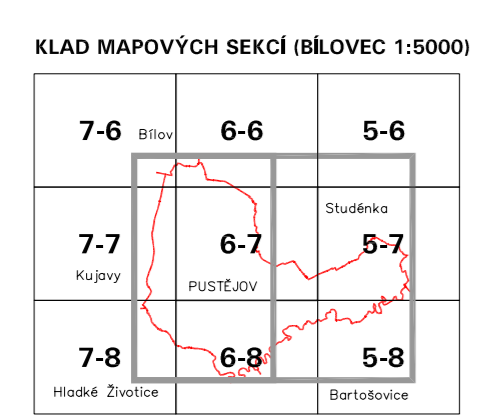 KLAD MAPOVÝCH SEKCÍ (BÍLOVEC 1:5000)
7-6 Bílov 6-6 5-6
Studénka
7-7 6-7 5-7
Kujavy PUSTĚJOV
7-8 6-8 5-8
Hladké Životice Bartošovice